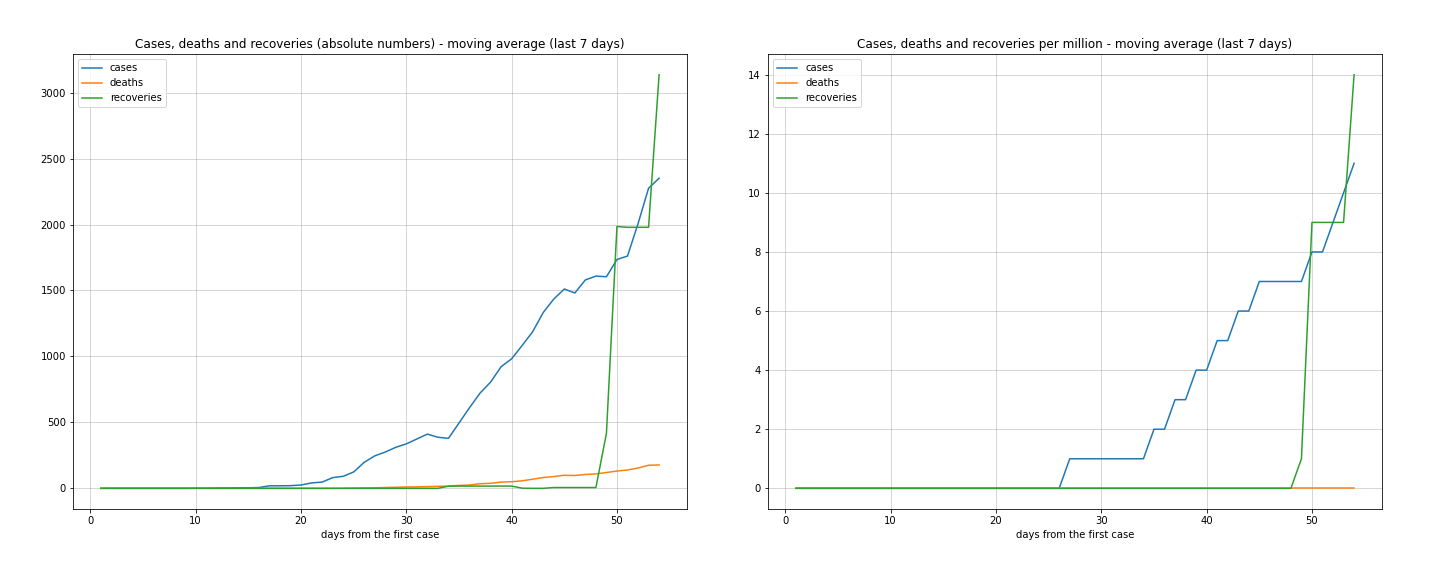 Cases, deaths and recoveries (absolute numbers) - moving average (last 7 days)
cases
deaths
recoveries
3000
2500
2000
1500
1000
500
0
0 10 20 30 40 50
days from the first case
Cases, deaths and recoveries per million - moving average (last 7 days)
cases
deaths
recoveries
14
12
10
8
6
4
2
0
0 10 20 30 40 50
days from the first case